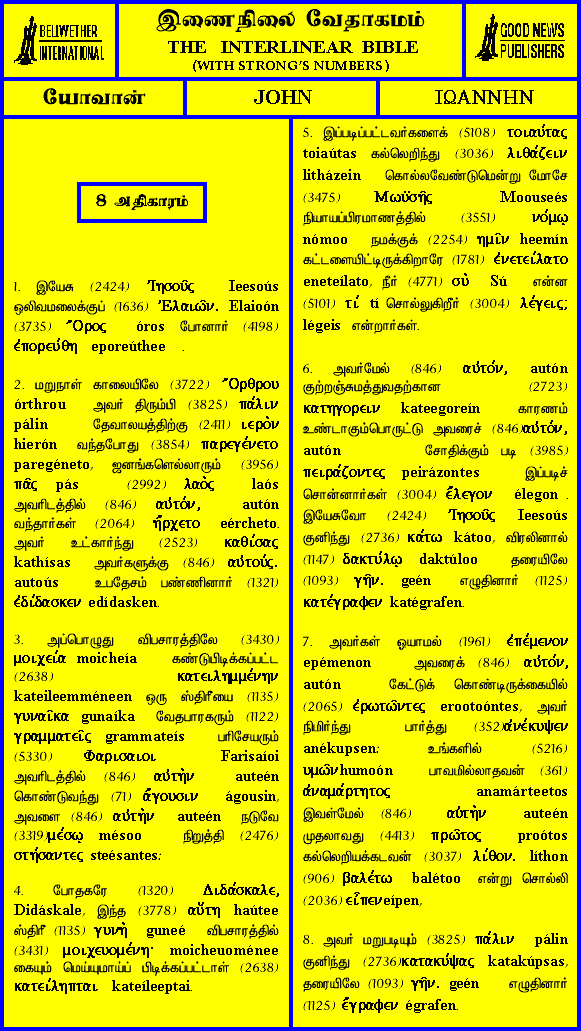 BELLWETHER
INTERNATIONAL
இணைநிலை வேதாகமம்
THE INTERLINEAR BIBLE
(WITH STRONG'S NUMBERS)
GOOD NEWS
PUBLISHERS
யோவான்
JOHN
ΙΩΑΝΝΗΝ
8 அதிகாரம்
1. இயேசு (2424) Ἰησοῦς Ieesoús
ஒலிவமலைக்குப் (1636) Ἐλαιῶν. Elaioón
(3735) Ὄρος óros போனார் (4198)
ἐπορεύθη eporeúthee .
2. மறுநாள் காலையிலே (3722) Ὄρθρου
órthrou அவர் திரும்பி (3825) πάλιν
pálin தேவாலயத்திற்கு (2411) ιερὸν
hierón வந்தபோது (3854) παρεγένετο
paregéneto, ஜனங்களெல்லாரும் (3956)
πᾶς pás (2992) λαὸς laós
அவரிடத்தில் (846) αὐτόν, autón
வந்தார்கள் (2064) ἤρχετο eércheto.
அவர் உட்கார்ந்து (2523) καθίσας
kathísas அவர்களுக்கு (846) αὐτούς.
autoús உபதேசம் பண்ணினார் (1321)
ἐδίδασκεν edídasken.
3. அப்பொழுது விபசாரத்திலே (3430)
μοιχεία moicheía கண்டுபிடிக்கப்பட்ட
(2638) κατειλημμένην
kateileemméneen ஒரு ஸ்திரீயை (1135)
γυναῖκα gunaíka வேதபாரகரும் (1122)
γραμματεῖς grammateís பரிசேயரும்
(5330) Φαρισαιοι Farisaíoi
அவரிடத்தில் (846) αὐτὴν auteén
கொண்டுவந்து (71) ἄγουσιν ágousin,
அவளை (846) αὐτὴν auteén நடுவே
(3319)μέσῳ mésoo நிறுத்தி (2476)
στήσαντες steésantes:
4. போதகரே (1320) Διδάσκαλε,
Didáskale, இந்த (3778) αὕτη haútee
ஸ்திரீ (1135) γυνὴ guneé விபசாரத்தில்
(3431) μοιχευομένη· moicheuoménee
கையும் மெய்யுமாய்ப் பிடிக்கப்பட்டாள் (2638)
κατείληπται kateíleeptai.
5. இப்படிப்பட்டவர்களைக் (5108) τοιαύτας
toiaútas கல்லெறிந்து (3036) λιθάζειν
litházein கொல்லவேண்டுமென்று மோசே
(3475) Μωϋσῆς Moouseés
நியாயப்பிரமாணத்தில் (3551) νόμῳ
nómoo நமக்குக் (2254) ημῖν heemín
கட்டளையிட்டிருக்கிறாரே (1781) ἐνετείλατο
eneteílato, நீர் (4771) σὺ Sú என்ன
(5101) τί tí சொல்லுகிறீர் (3004) λέγεις;
légeis என்றார்கள்.
6. அவர்மேல் (846) αὐτόν, autón
குற்றஞ்சுமத்துவதற்கான (2723)
κατηγορειν kateegoreín காரணம்
உண்டாகும்பொருட்டு அவரைச் (846)αὐτόν,
autón சோதிக்கும் படி (3985)
πειράζοντες peirázontes இப்படிச்
சொன்னார்கள் (3004) ἔλεγον élegon .
இயேசுவோ (2424) Ἰησοῦς Ieesoús
குனிந்து (2736) κάτω kátoo, விரலினால்
(1147) δακτύλῳ daktúloo தரையிலே
(1093) γῆν. geén எழுதினார் (1125)
κατέγραφεν katégrafen.
7. அவர்கள் ஓயாமல் (1961) ἐπέμενον
epémenon அவரைக் (846) αὐτόν,
autón கேட்டுக் கொண்டிருக்கையில்
(2065) ἐρωτῶντες erootoóntes, அவர்
நிமிர்ந்து பார்த்து (352)ἀνέκυψεν
anékupsen: உங்களில் (5216)
υμῶνhumoón பாவமில்லாதவன் (361)
ἀναμάρτητος anamárteetos
இவள்மேல் (846) αὐτὴν auteén
முதலாவது (4413) πρῶτος proótos
கல்லெறியக்கடவன் (3037) λίθον. líthon
(906) βαλέτω balétoo என்று சொல்லி
(2036)εἶπενeípen,
8. அவர் மறுபடியும் (3825) πάλιν pálin
குனிந்து (2736)κατακύψας katakúpsas,
தரையிலே (1093) γῆν. geén எழுதினார்
(1125) ἔγραφεν égrafen.